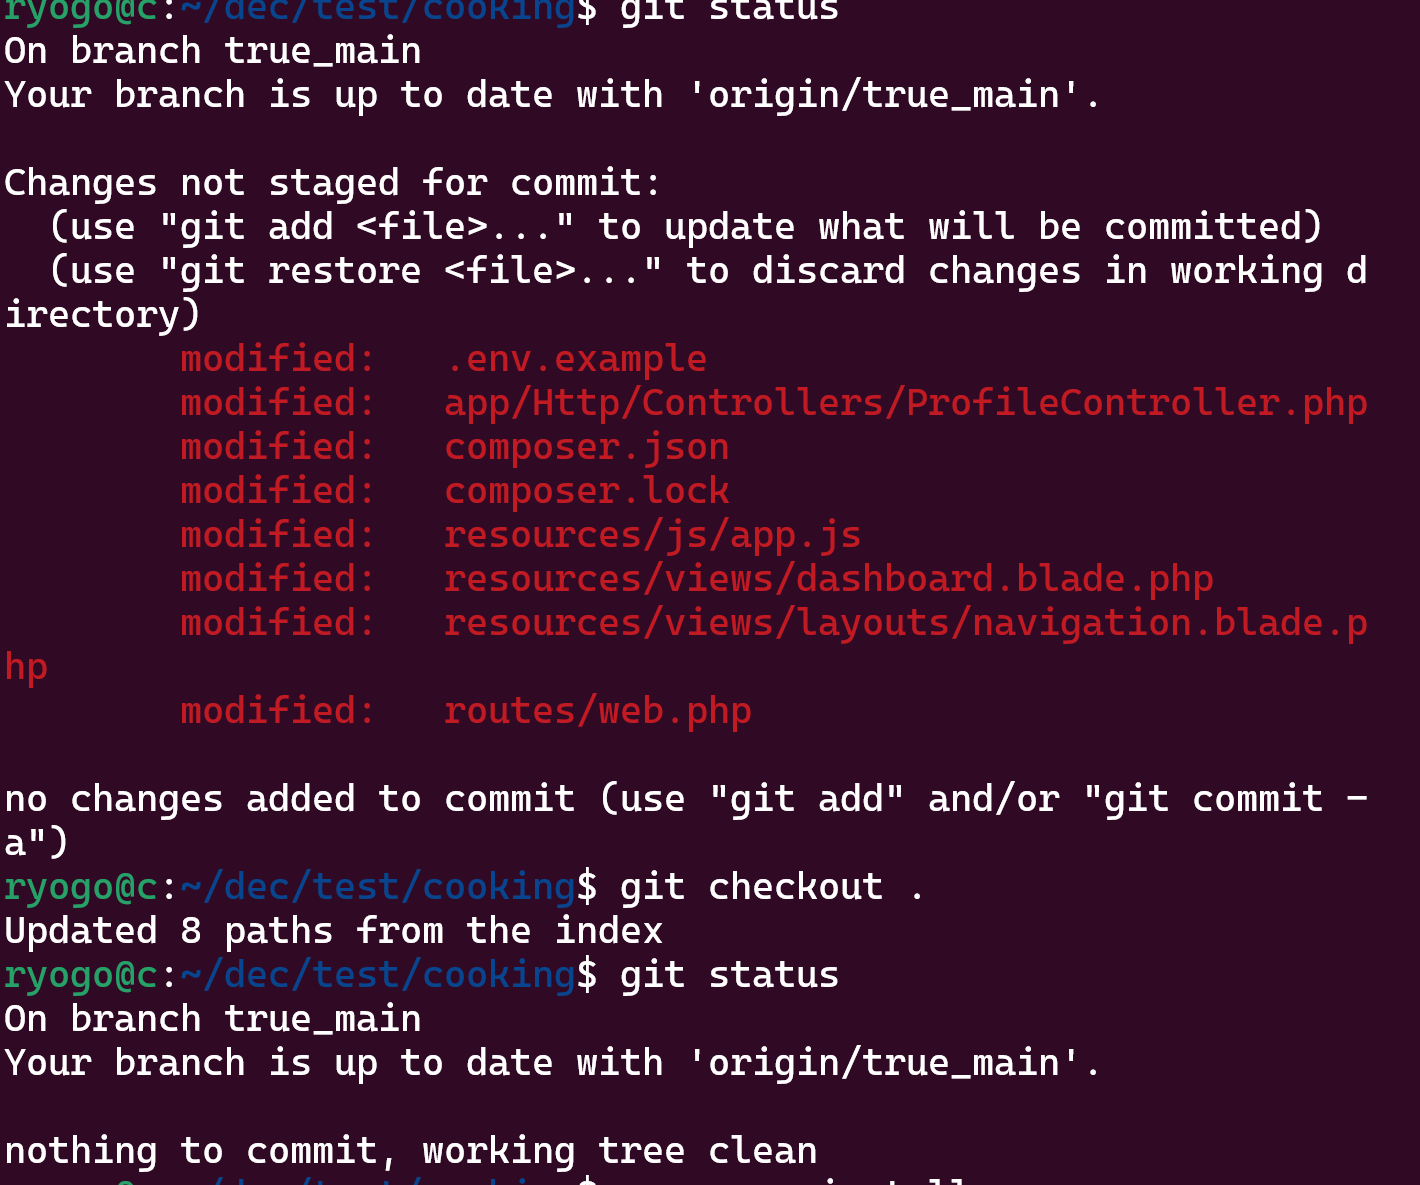 ryogo@c:~/dec/test/cooking$ git status
On branch true_main
Your branch is up to date with 'origin/true_main'.
Changes not staged for commit:
  (use "git add <file>..." to update what will be committed)
  (use "git restore <file>..." to discard changes in working d
irectory)
        modified:   .env.example
        modified:   app/Http/Controllers/ProfileController.php
        modified:   composer.json
        modified:   composer.lock
        modified:   resources/js/app.js
        modified:   resources/views/dashboard.blade.php
        modified:   resources/views/layouts/navigation.blade.p
hp
        modified:   routes/web.php
no changes added to commit (use "git add" and/or "git commit -
a")
ryogo@c:~/dec/test/cooking$ git checkout .
Updated 8 paths from the index
ryogo@c:~/dec/test/cooking$ git status
On branch true_main
Your branch is up to date with 'origin/true_main'.
nothing to commit, working tree clean